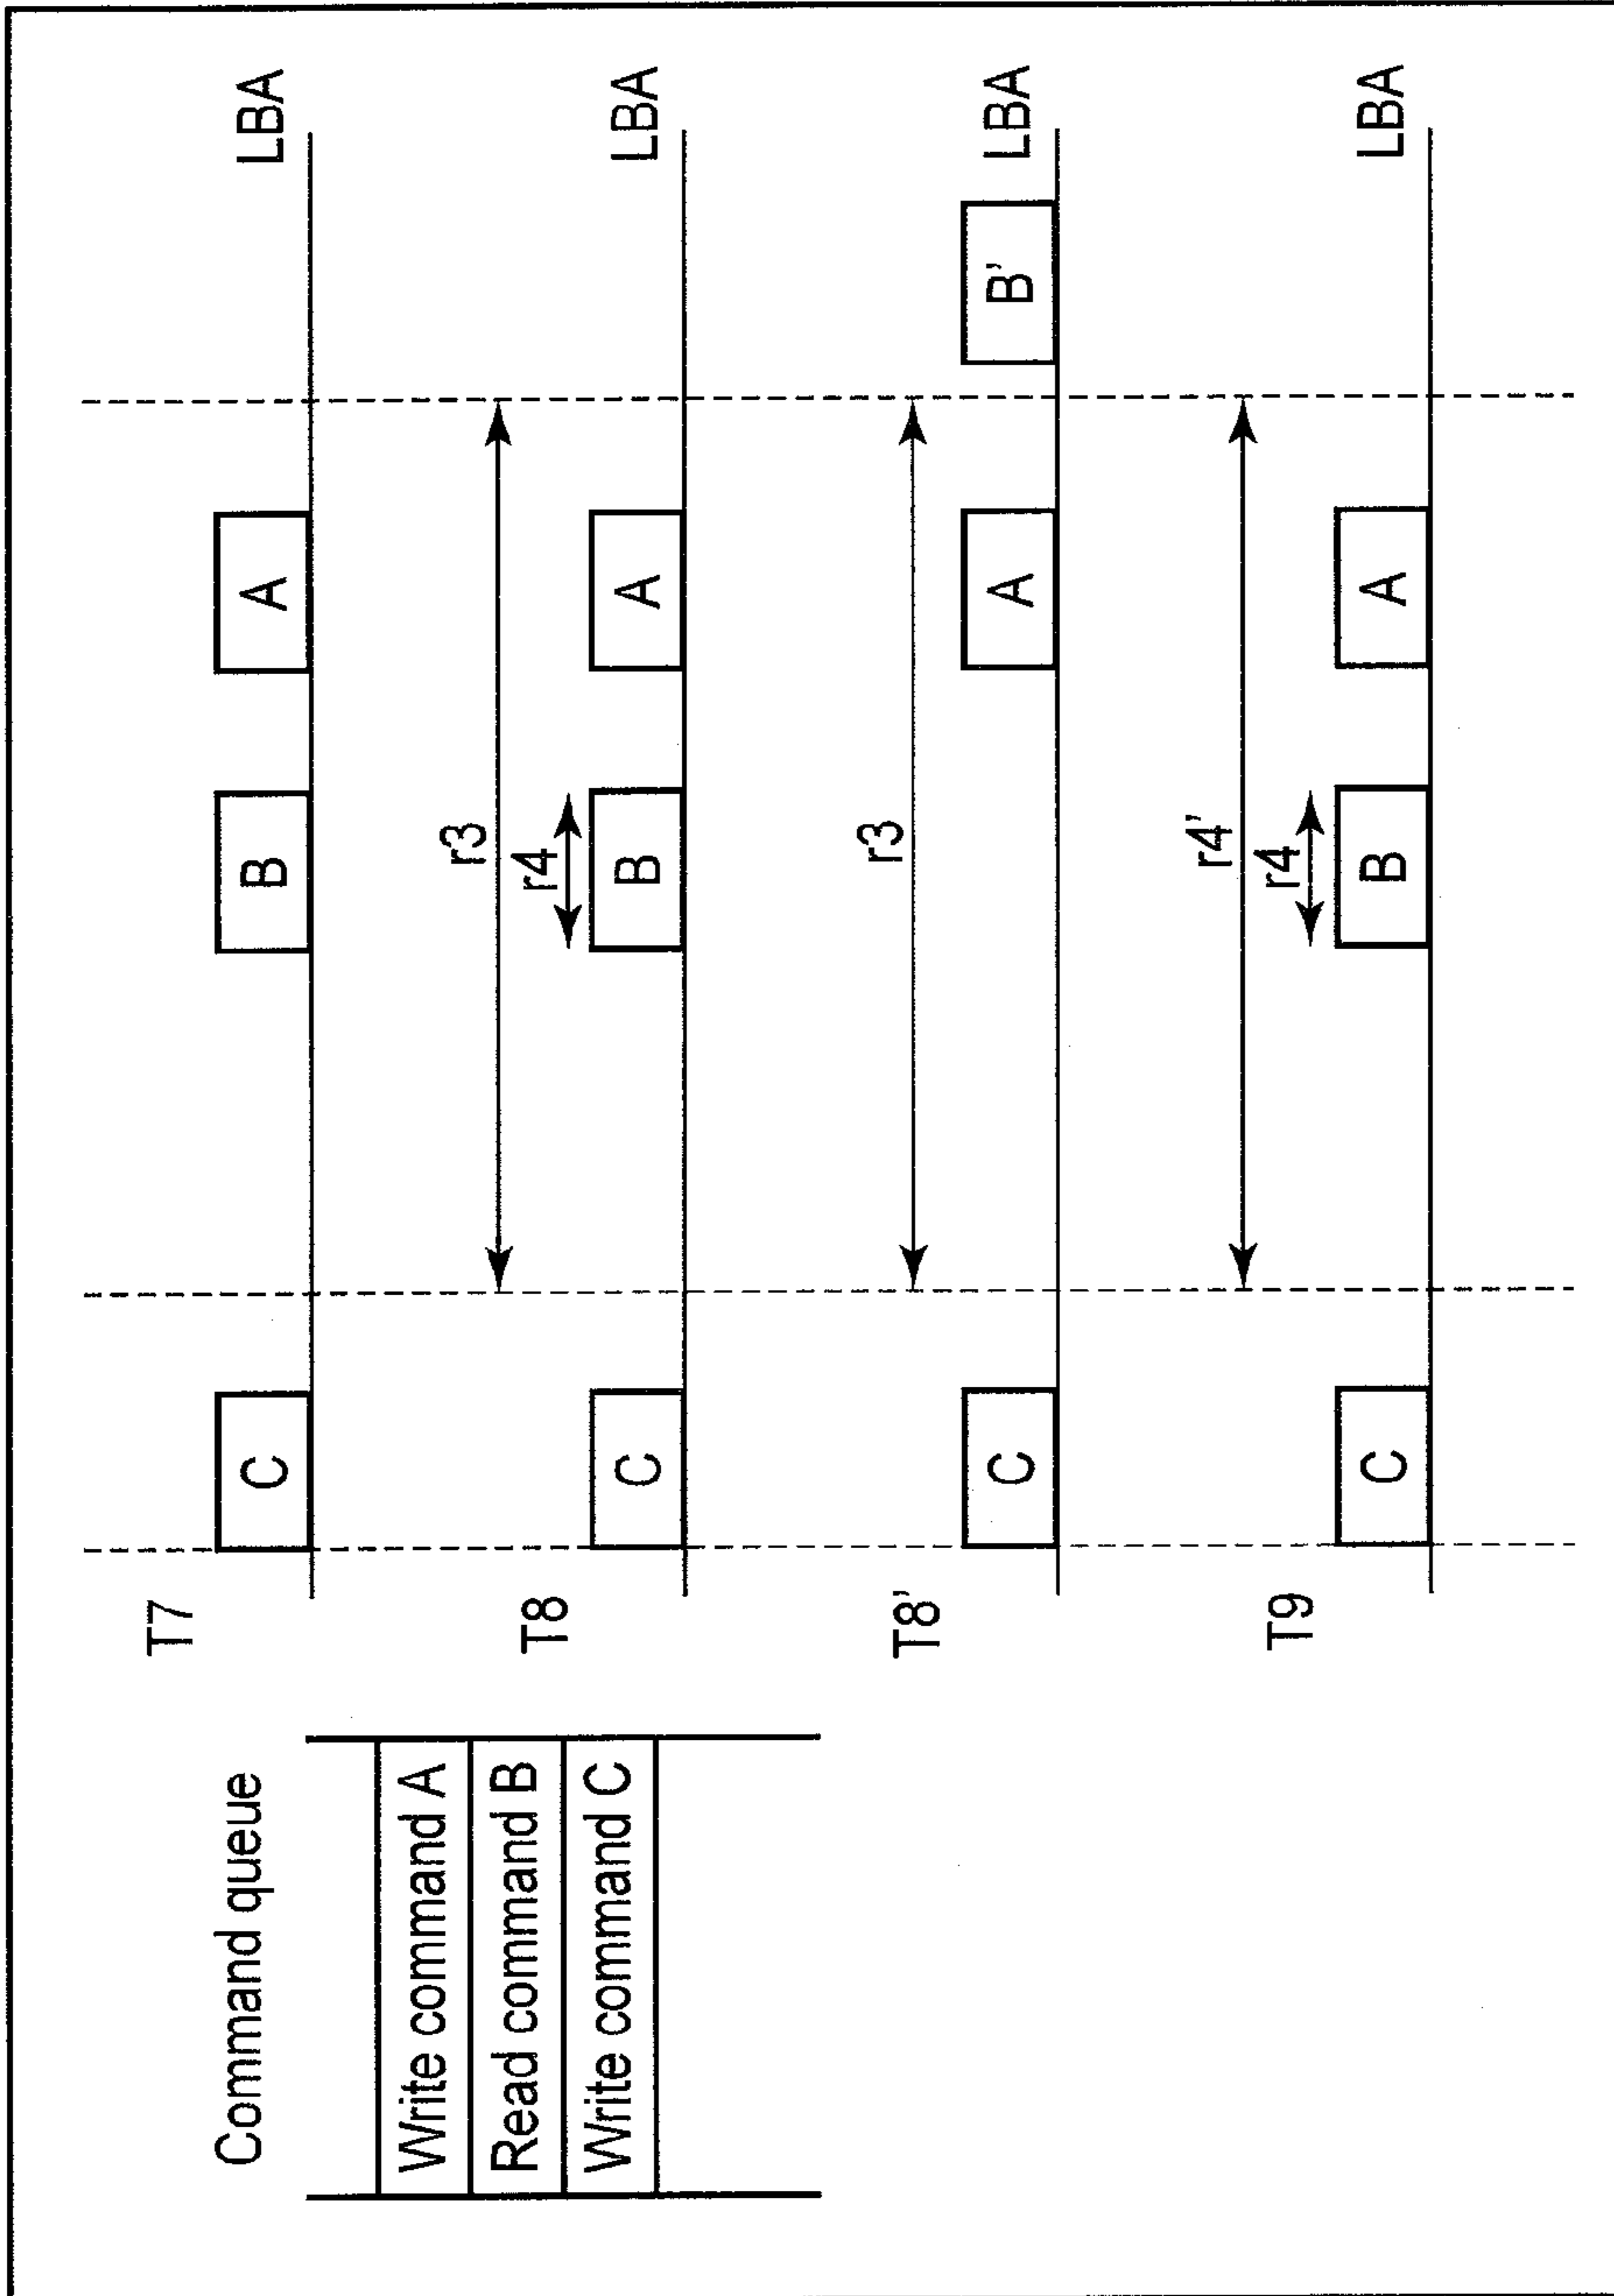 Command queue
Write command A
Read command B
Write command C
T7
C
B
A
LBA
r3
T8
r4
C
B
A
LBA
r3
T8'
C
A
B'
LBA
r4'
T9
r4
C
B
A
LBA